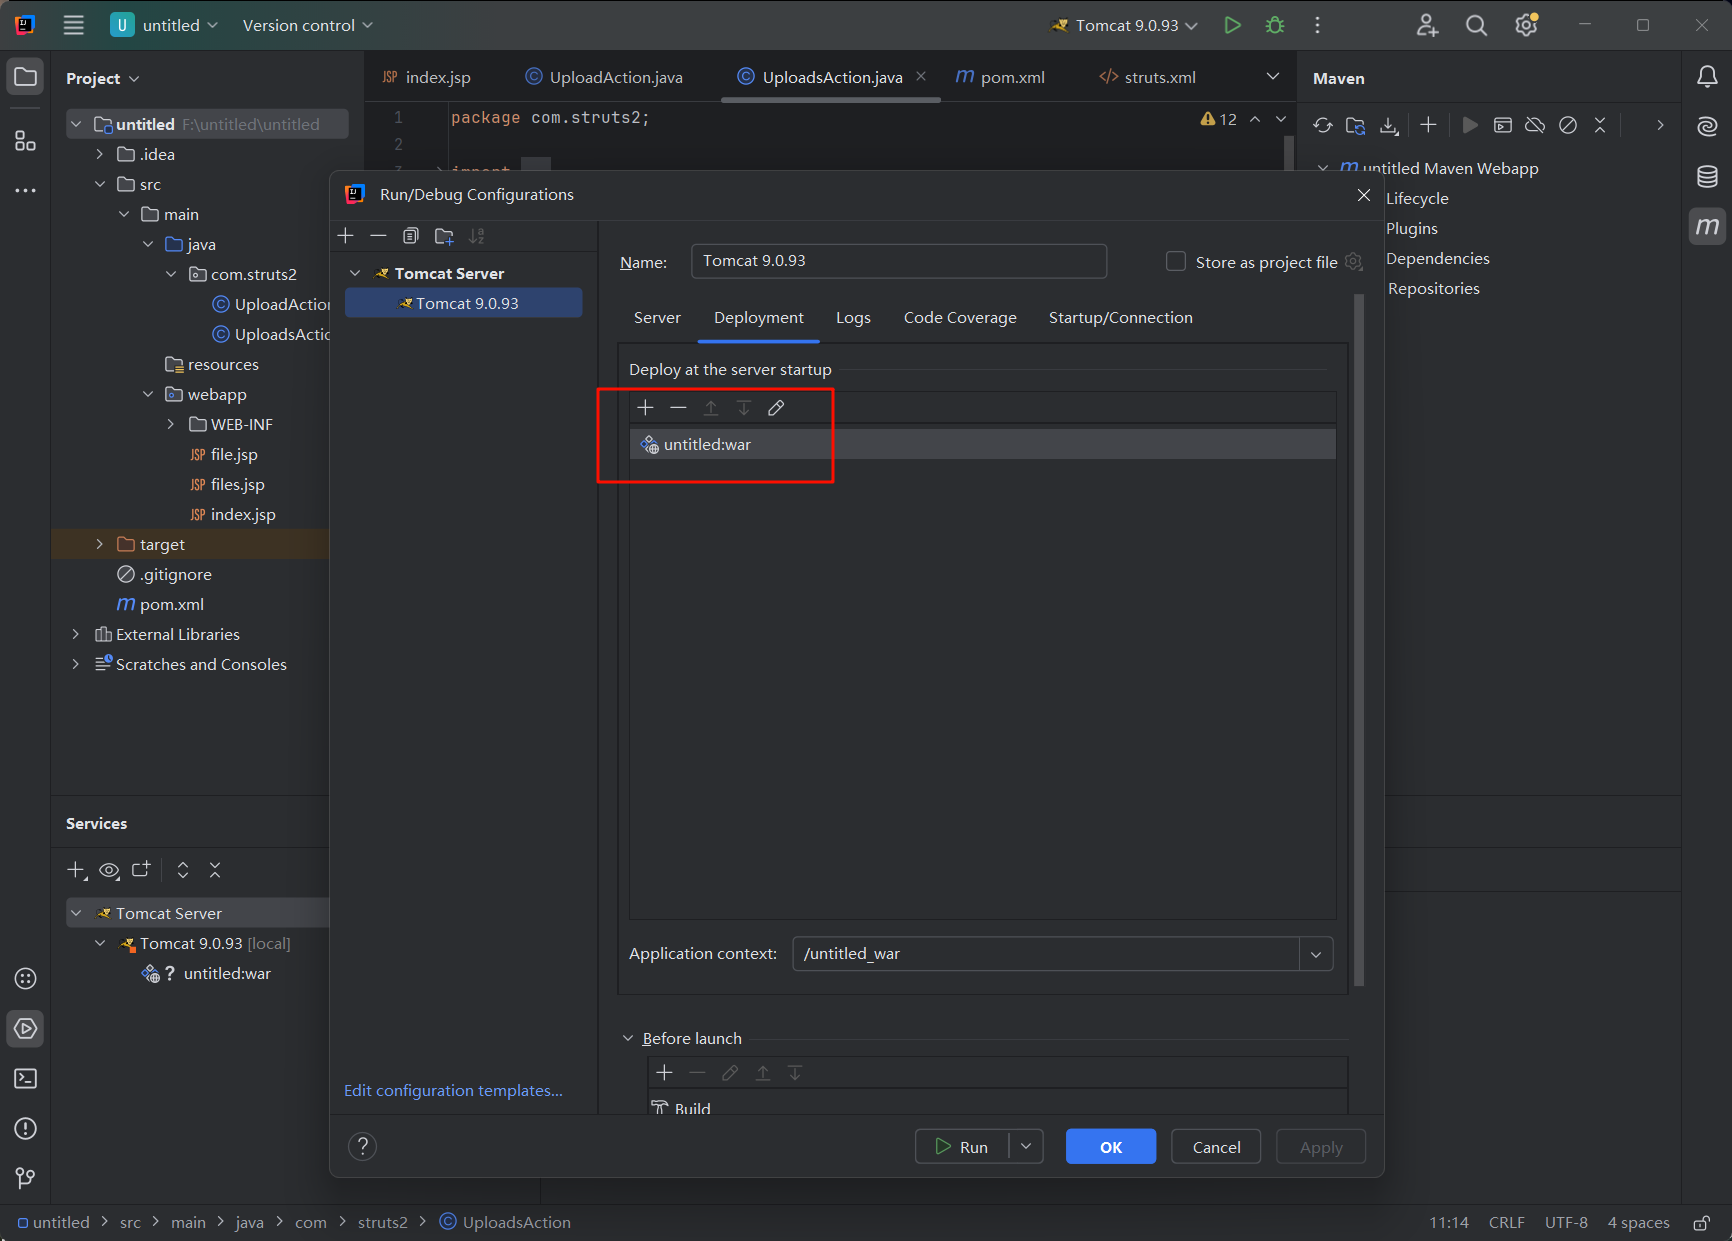 U untitled Version control Tomcat 9.0.93
Project
index.jsp UploadAction.java UploadsAction.java pom.xml struts.xml
Maven
untitled F:\untitled\untitled
.idea
src
main
java
com.struts2
UploadAction
UploadsActio
resources
webapp
WEB-INF
JSP file.jsp
JSP files.jsp
JSP index.jsp
target
.gitignore
m pom.xml
External Libraries
Scratches and Consoles
1 package com.struts2;
2
12
untitled Maven Webapp
Lifecycle
Plugins
Dependencies
Repositories
Run/Debug Configurations
Tomcat Server
Tomcat 9.0.93
Name: Tomcat 9.0.93
Store as project file
Server Deployment Logs Code Coverage Startup/Connection
Deploy at the server startup
untitled:war
Application context: /untitled_war
Before launch
Build
Edit configuration templates...
? Run OK Cancel Apply
Services
Tomcat Server
Tomcat 9.0.93 [local]
? untitled:war
untitled > src > main > java > com > struts2 > UploadsAction
11:14 CRLF UTF-8 4 spaces